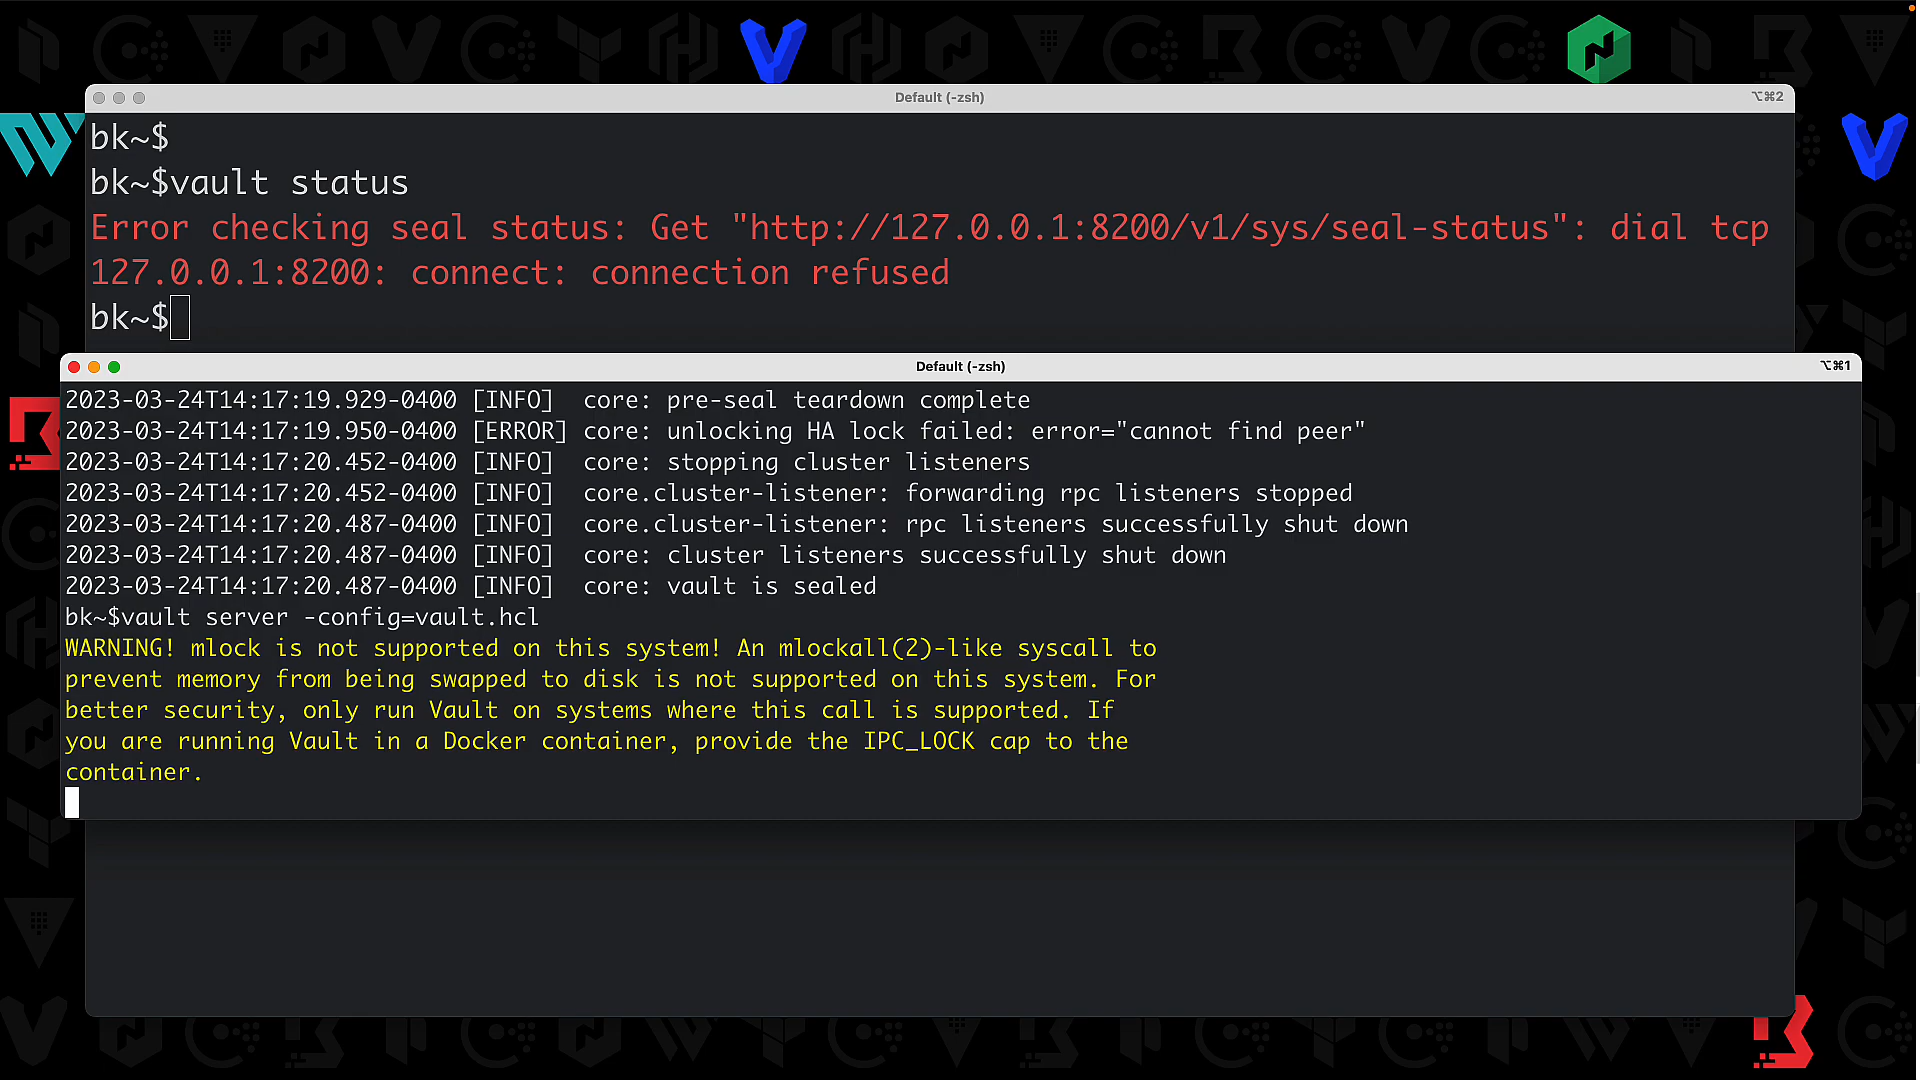 Default (-zsh)
⌥⌘2
bk~$
bk~$vault status
Error checking seal status: Get "http://127.0.0.1:8200/v1/sys/seal-status": dial tcp
127.0.0.1:8200: connect: connection refused
bk~$
Default (-zsh)
⌥⌘1
2023-03-24T14:17:19.929-0400 [INFO]  core: pre-seal teardown complete
2023-03-24T14:17:19.950-0400 [ERROR] core: unlocking HA lock failed: error="cannot find peer"
2023-03-24T14:17:20.452-0400 [INFO]  core: stopping cluster listeners
2023-03-24T14:17:20.452-0400 [INFO]  core.cluster-listener: forwarding rpc listeners stopped
2023-03-24T14:17:20.487-0400 [INFO]  core.cluster-listener: rpc listeners successfully shut down
2023-03-24T14:17:20.487-0400 [INFO]  core: cluster listeners successfully shut down
2023-03-24T14:17:20.487-0400 [INFO]  core: vault is sealed
bk~$vault server -config=vault.hcl
WARNING! mlock is not supported on this system! An mlockall(2)-like syscall to
prevent memory from being swapped to disk is not supported on this system. For
better security, only run Vault on systems where this call is supported. If
you are running Vault in a Docker container, provide the IPC_LOCK cap to the
container.